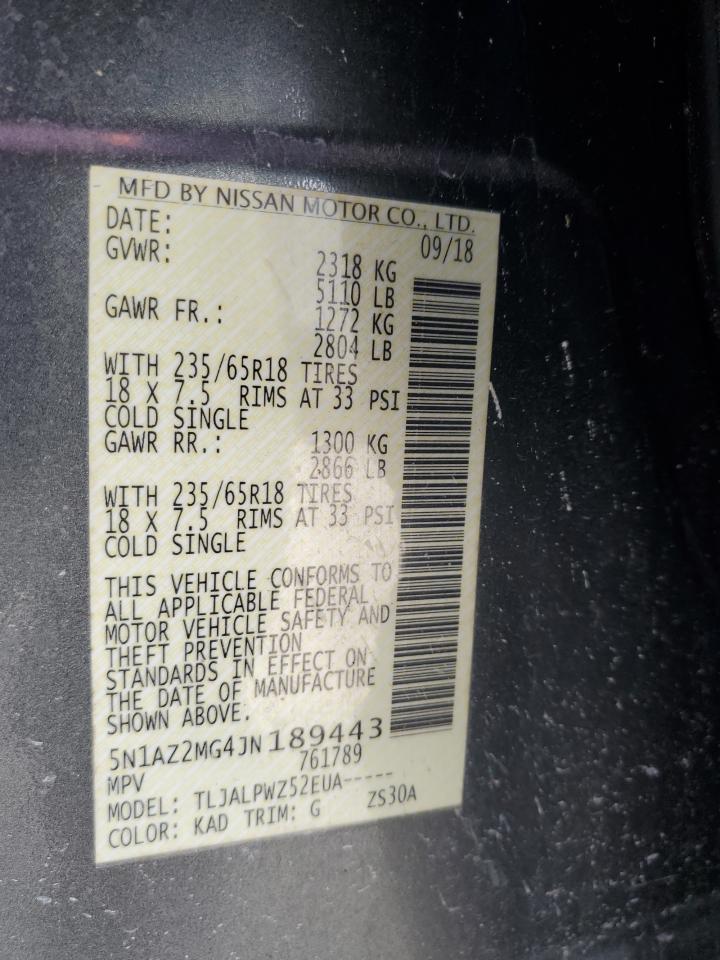 MFD BY NISSAN MOTOR CO., LTD.
DATE: 09/18
GVWR: 2318 KG
5110 LB
GAWR FR.: 1272 KG
2804 LB
WITH 235/65R18 TIRES
18 X 7.5 RIMS AT 33 PSI
COLD SINGLE
GAWR RR.: 1300 KG
2866 LB
WITH 235/65R18 TIRES
18 X 7.5 RIMS AT 33 PSI
COLD SINGLE
THIS VEHICLE CONFORMS TO
ALL APPLICABLE FEDERAL
MOTOR VEHICLE SAFETY AND
THEFT PREVENTION
STANDARDS IN EFFECT ON
THE DATE OF MANUFACTURE
SHOWN ABOVE.
5N1AZ2MG4JN189443
761789
MPV
MODEL: TLJALPWZ52EUA-----
COLOR: KAD TRIM: G ZS30A